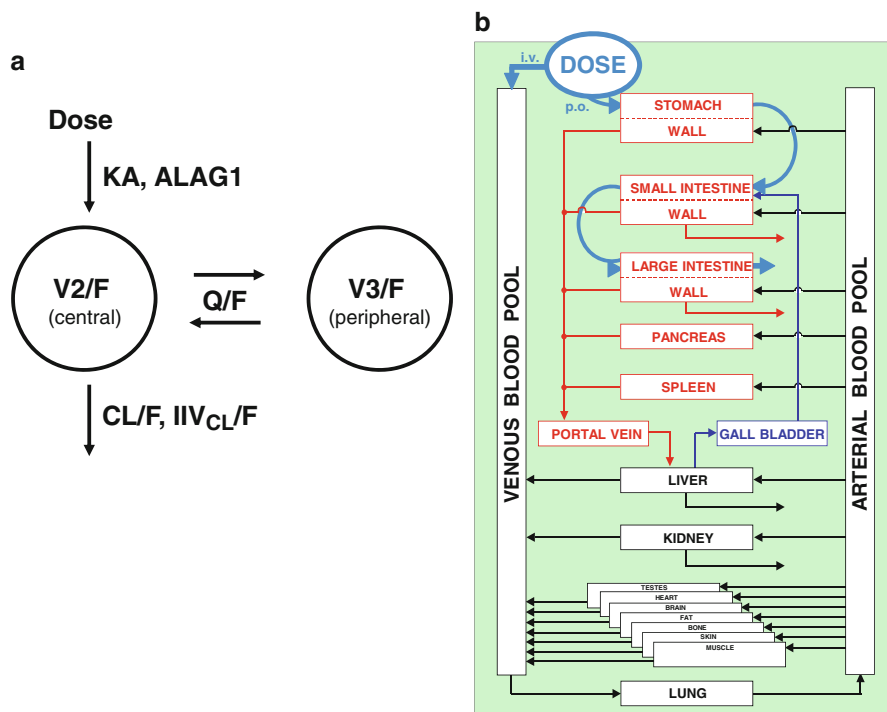 a
Dose
KA, ALAG1
V2/F
(central)
Q/F
V3/F
(peripheral)
CL/F, IIVCL/F
b
i.v.
DOSE
p.o.
STOMACH
WALL
SMALL INTESTINE
WALL
LARGE INTESTINE
WALL
PANCREAS
SPLEEN
PORTAL VEIN
GALL BLADDER
LIVER
KIDNEY
TESTES
HEART
BRAIN
FAT
BONE
SKIN
MUSCLE
LUNG
VENOUS BLOOD POOL
ARTERIAL BLOOD POOL